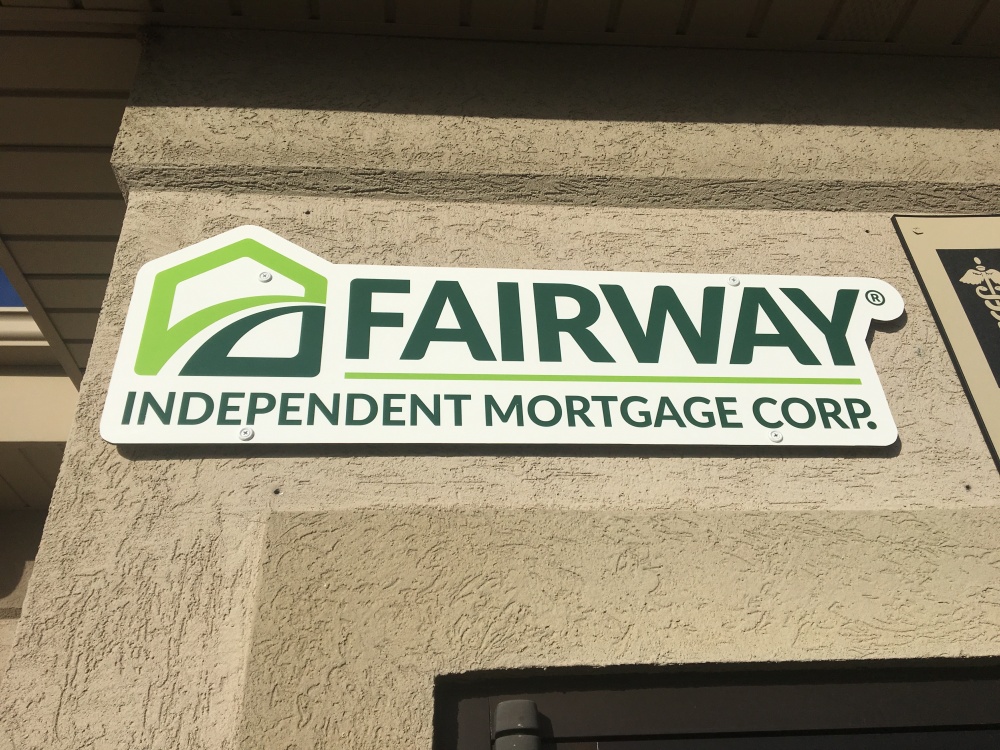 FAIRWAY®
INDEPENDENT MORTGAGE CORP.